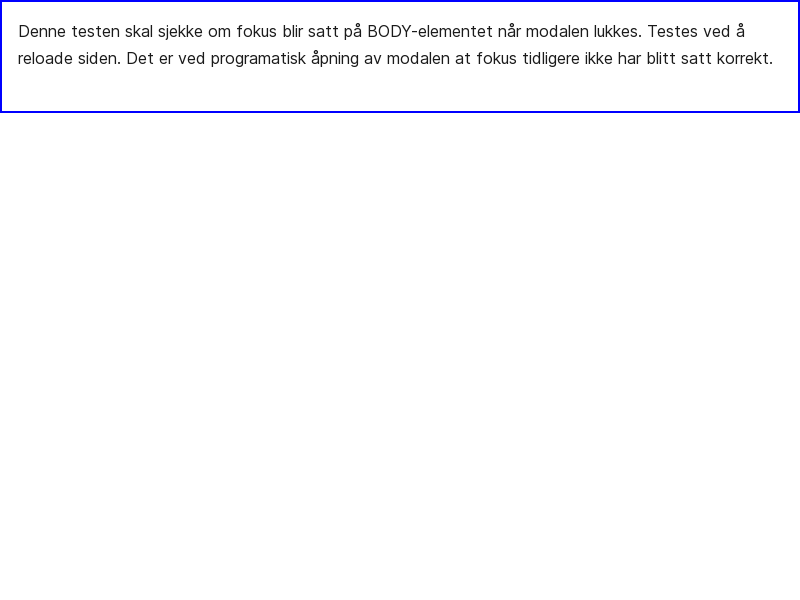 Denne testen skal sjekke om fokus blir satt på BODY-elementet når modalen lukkes. Testes ved å
reloade siden. Det er ved programatisk åpning av modalen at fokus tidligere ikke har blitt satt korrekt.